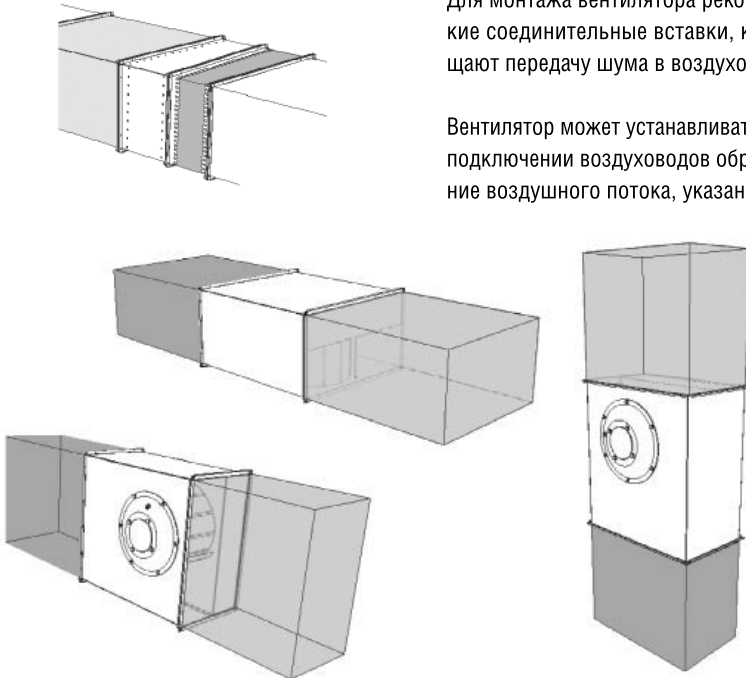 Для монтажа вентилятора реко
кие соединительные вставки, к
щают передачу шума в воздухо
Вентилятор может устанавливат
подключении воздуховодов обр
ние воздушного потока, указан